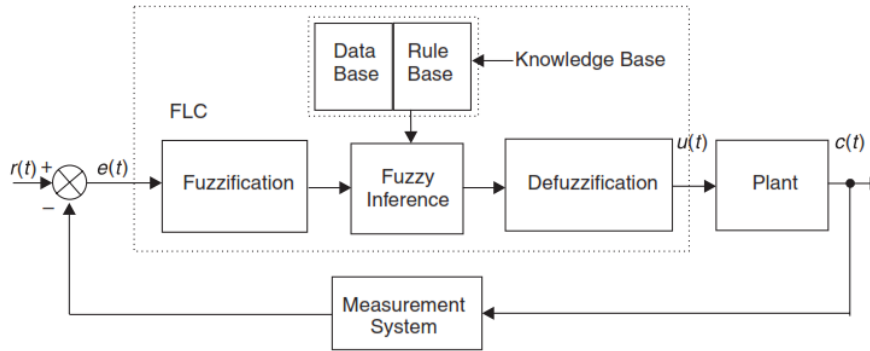 Data
Base
Rule
Base
Knowledge Base
FLC
r(t) +
e(t)
Fuzzification
Fuzzy
Inference
Defuzzification
u(t)
Plant
c(t)
−
Measurement
System